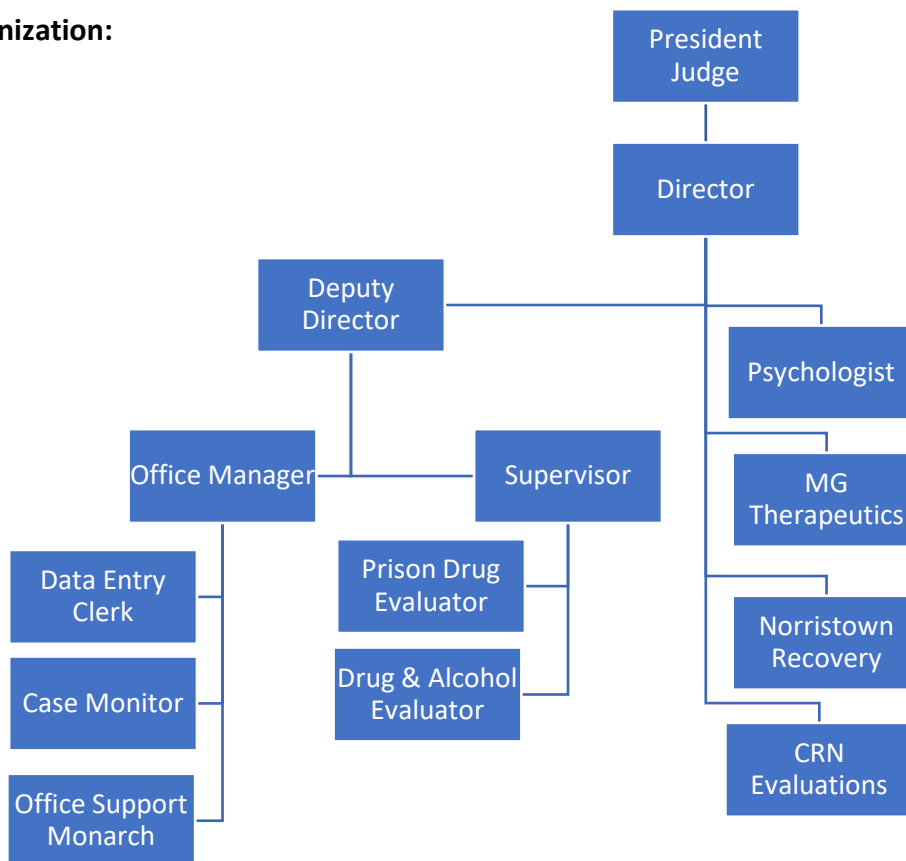 nization:
President
Judge
Director
Deputy
Director
Psychologist
Office Manager
Supervisor
MG
Therapeutics
Data Entry
Clerk
Prison Drug
Evaluator
Norristown
Recovery
Case Monitor
Drug & Alcohol
Evaluator
CRN
Evaluations
Office Support
Monarch